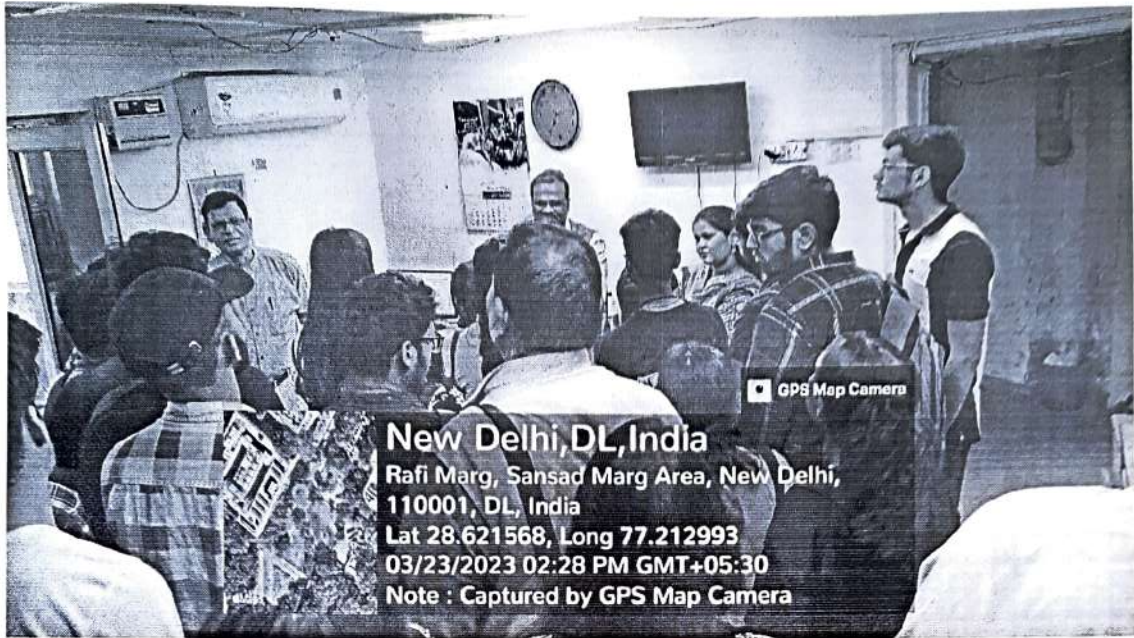 GPS Map Camera
New Delhi,DL,India
Rafi Marg, Sansad Marg Area, New Delhi,
110001, DL, India
Lat 28.621568, Long 77.212993
03/23/2023 02:28 PM GMT+05:30
Note : Captured by GPS Map Camera